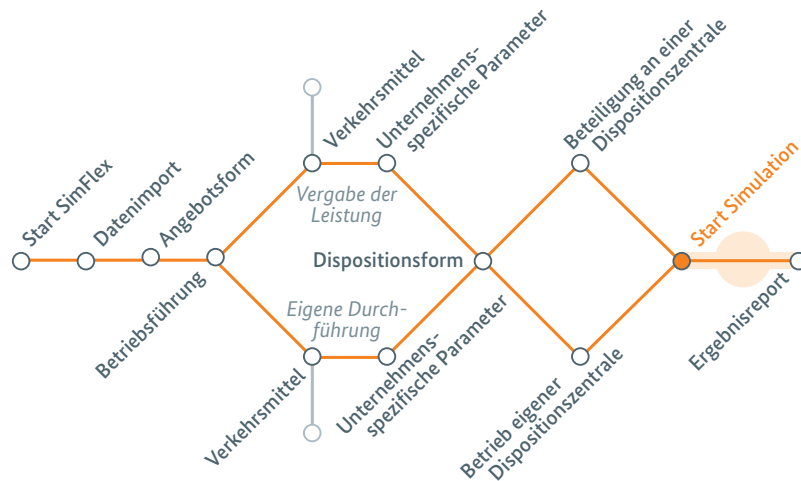 Start SimFlex
Datenimport
Angebotsform
Betriebsführung
Verkehrsmittel
Unternehmens-
spezifische Parameter
Vergabe der
Leistung
Eigene Durch-
führung
Verkehrsmittel
Unternehmens-
spezifische Parameter
Dispositionsform
Beteiligung an einer
Dispositionszentrale
Betrieb eigener
Dispositionszentrale
Start Simulation
Ergebnisreport